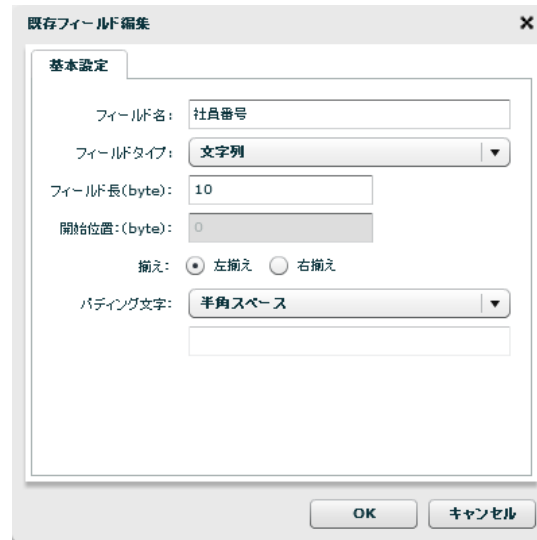 既存フィールド編集
基本設定
フィールド名: 社員番号
フィールドタイプ: 文字列
フィールド長(byte): 10
開始位置:(byte): 0
揃え: 左揃え 右揃え
パディング文字: 半角スペース
OK キャンセル